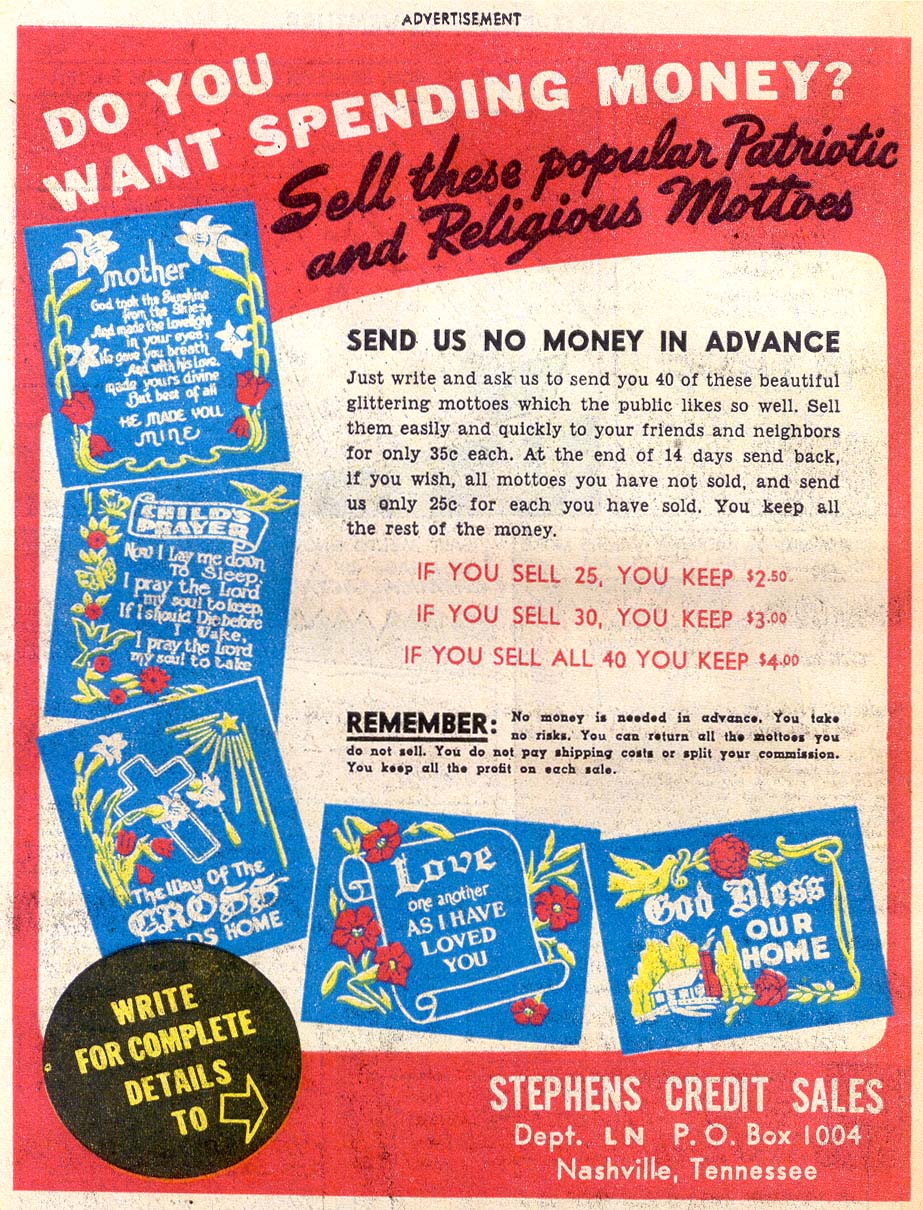 ADVERTISEMENT
DO YOU
WANT SPENDING MONEY?
Sell these popular Patriotic
and Religious Mottoes
mother
God took the Sunshine
from the Skies
And made the lovelight
in your eyes;
He gave you breath
And with his love
made yours divine
But best of all
HE MADE YOU
MINE
SEND US NO MONEY IN ADVANCE
Just write and ask us to send you 40 of these beautiful
glittering mottoes which the public likes so well. Sell
them easily and quickly to your friends and neighbors
for only 35c each. At the end of 14 days send back,
if you wish, all mottoes you have not sold, and send
us only 25c for each you have sold. You keep all
the rest of the money.
CHILD'S
PRAYER
Now I Lay me down
To Sleep,
I pray the Lord
my soul to keep,
If I should Die before
I Wake,
I pray the Lord
my soul to take
IF YOU SELL 25, YOU KEEP $2.50
IF YOU SELL 30, YOU KEEP $3.00
IF YOU SELL ALL 40 YOU KEEP $4.00
REMEMBER: No money is needed in advance. You take
no risks. You can return all the mottoes you
do not sell. You do not pay shipping costs or split your commission.
You keep all the profit on each sale.
The Way Of The
CROSS
DS HOME
Love
one another
AS I HAVE
LOVED
YOU
God Bless
OUR
HOME
WRITE
FOR COMPLETE
DETAILS
TO
STEPHENS CREDIT SALES
Dept. LN P. O. Box 1004
Nashville, Tennessee